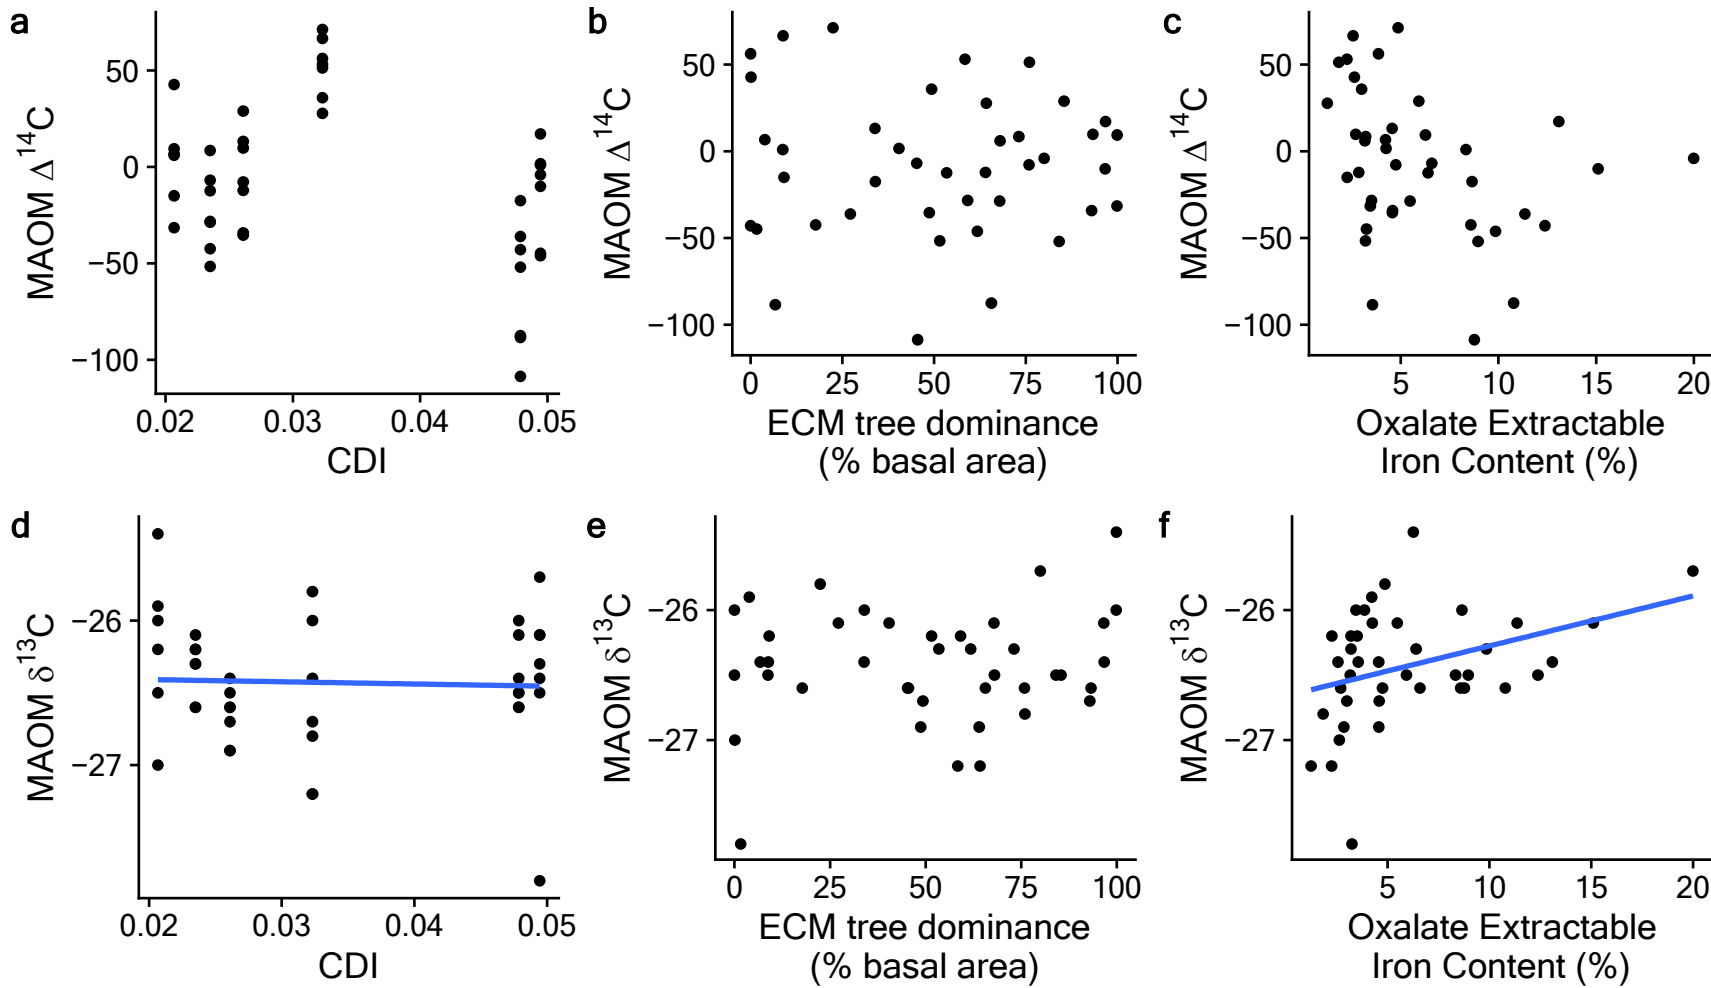 a
50
0
−50
−100
MAOM Δ¹⁴C
0.02 0.03 0.04 0.05
CDI
b
50
0
−50
−100
MAOM Δ¹⁴C
0 25 50 75 100
ECM tree dominance
(% basal area)
c
50
0
−50
−100
MAOM Δ¹⁴C
5 10 15 20
Oxalate Extractable
Iron Content (%)
d
−26
−27
MAOM δ¹³C
0.02 0.03 0.04 0.05
CDI
e
−26
−27
MAOM δ¹³C
0 25 50 75 100
ECM tree dominance
(% basal area)
f
−26
−27
MAOM δ¹³C
5 10 15 20
Oxalate Extractable
Iron Content (%)